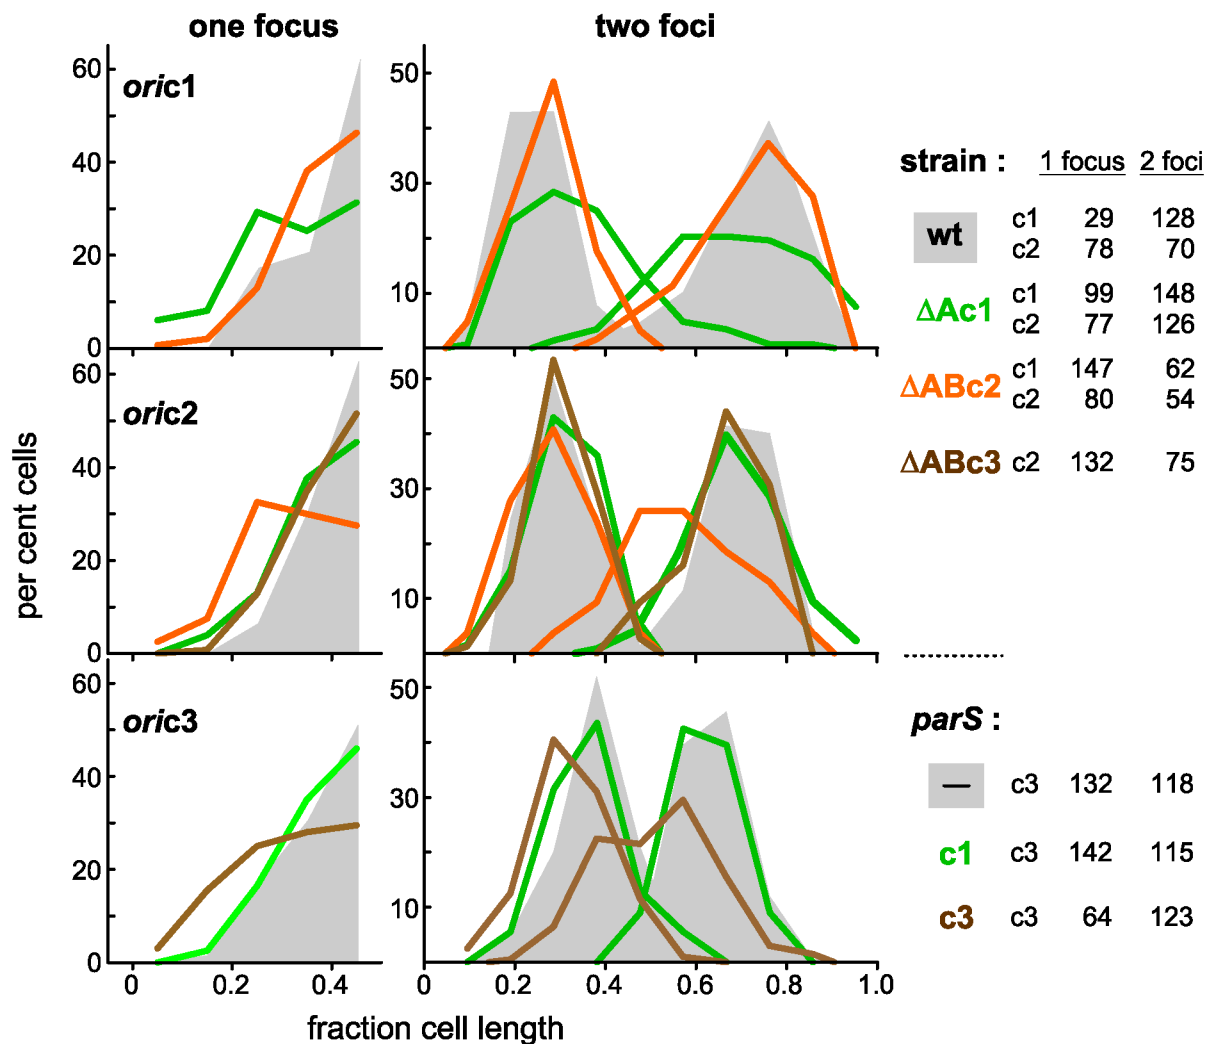 one focus two foci
oric1
60
40
20
0
50
30
10
oric2
60
40
20
0
50
30
10
oric3
60
40
20
0
50
30
10
0 0.2 0.4 0.2 0.4 0.6 0.8 1.0
fraction cell length
per cent cells
strain : 1 focus 2 foci
wt c1 29 128
c2 78 70
ΔAc1 c1 99 148
c2 77 126
ΔABc2 c1 147 62
c2 80 54
ΔABc3 c2 132 75
parS :
– c3 132 118
c1 c3 142 115
c3 c3 64 123